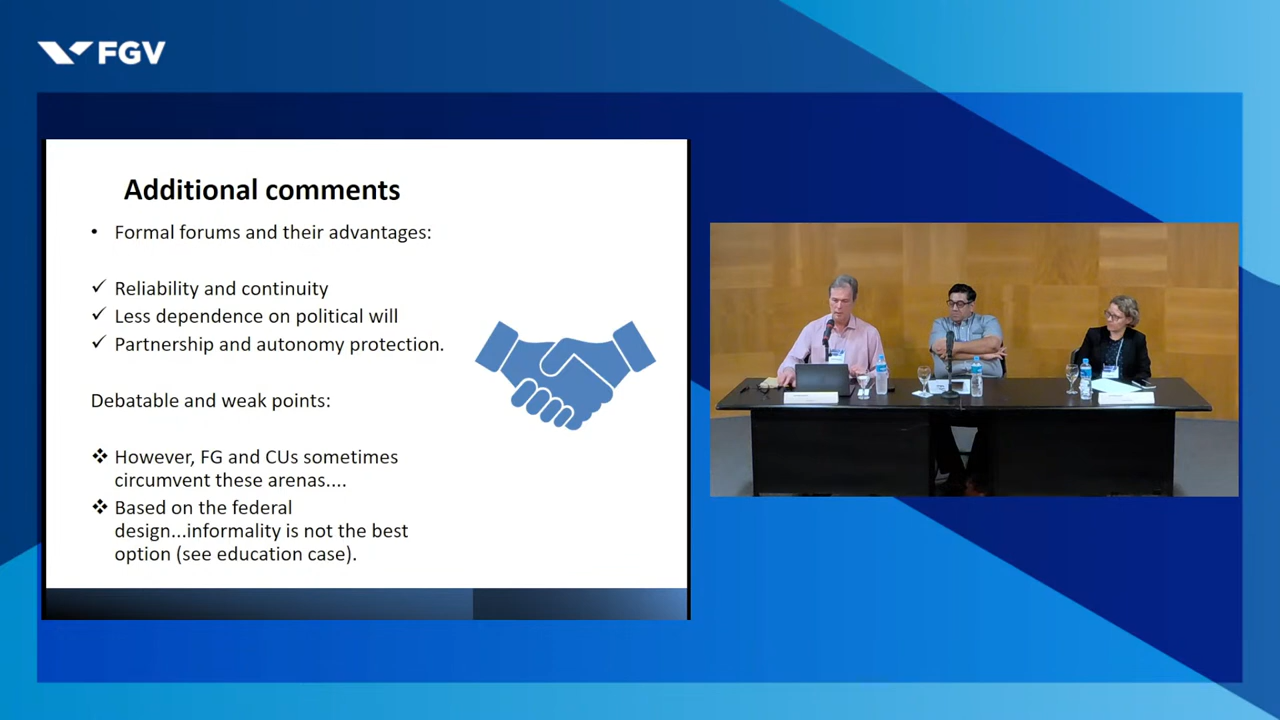 FGV
Additional comments
• Formal forums and their advantages:
✓ Reliability and continuity
✓ Less dependence on political will
✓ Partnership and autonomy protection.
Debatable and weak points:
❖ However, FG and CUs sometimes
circumvent these arenas....
❖ Based on the federal
design...informality is not the best
option (see education case).